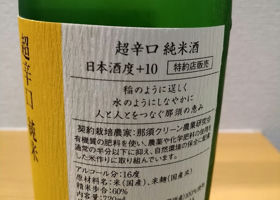 超辛口 純米
超辛口 純米酒
日本酒度+10 特約店販売
稲のように逞しく
水のようにしなやかに
人と人とをつなぐ那須の恵み
契約栽培農家:那須クリーン農業研究会
有機質の肥料を使い、農薬や化学肥料の使用を
通常の半分以下に抑え、自然環境の保全に配慮
した米作りに取り組んでいます。
アルコール分:16度
原材料名:米(国産)、米麹(国産米)
精米歩合:60%